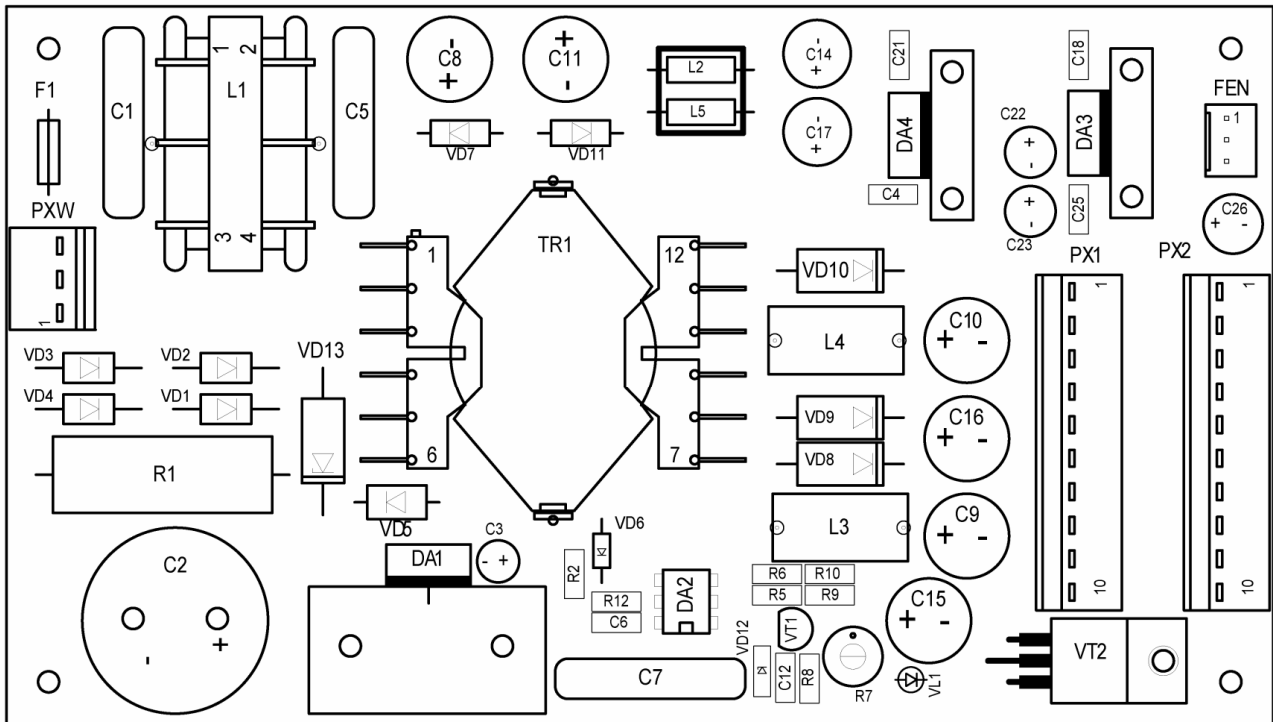 F1
C1
1 2
L1
3 4
C5
-
C8
+
+
C11
-
L2
L5
-
C14
+
-
C17
+
C21
DA4
C4
C18
DA3
C22
+
-
+
-
C23
C25
FEN
1
C26
+ -
VD7
VD11
PXW
1
TR1
1
6
12
7
VD10
L4
C10
+ -
PX1
1
10
PX2
1
10
VD3
VD2
VD4
VD1
VD13
R1
VD9
VD8
C16
+ -
L3
C9
+ -
VD5
C3
- +
DA1
VD6
R2
R12
C6
DA2
R6
R10
R5
R9
C2
-
+
VT1
VD12
C12
R8
R7
C15
+ -
VL1
VT2
C7